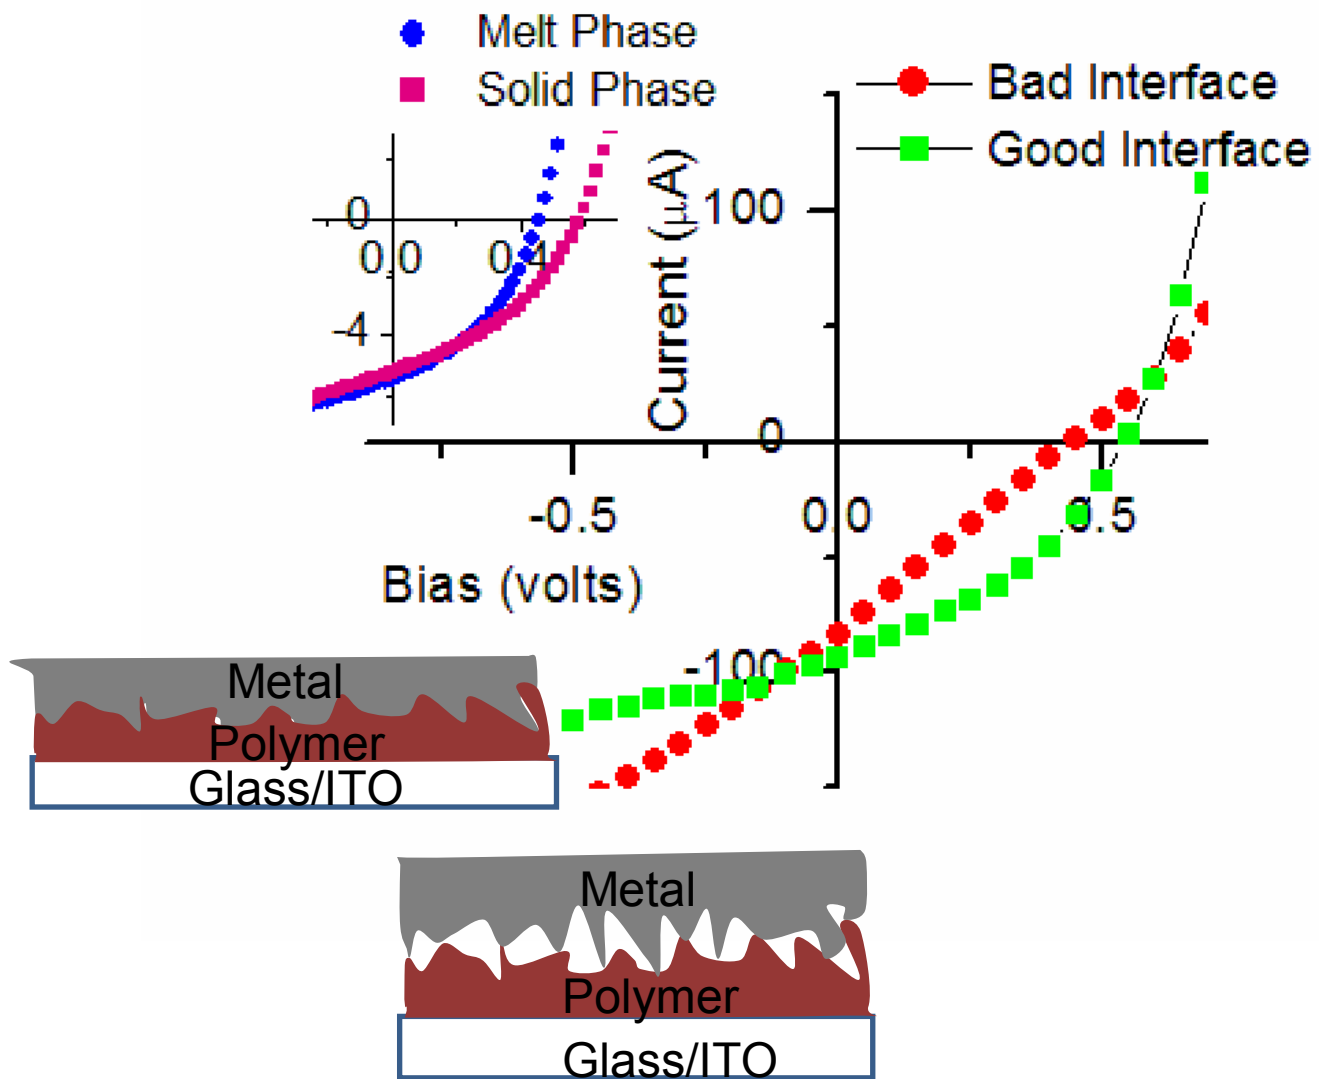 Melt Phase
Solid Phase
Bad Interface
Good Interface
0
0.0
0.4
-4
Current (μA)
100
0
-0.5
0.0
0.5
Bias (volts)
-100
Metal
Polymer
Glass/ITO
Metal
Polymer
Glass/ITO